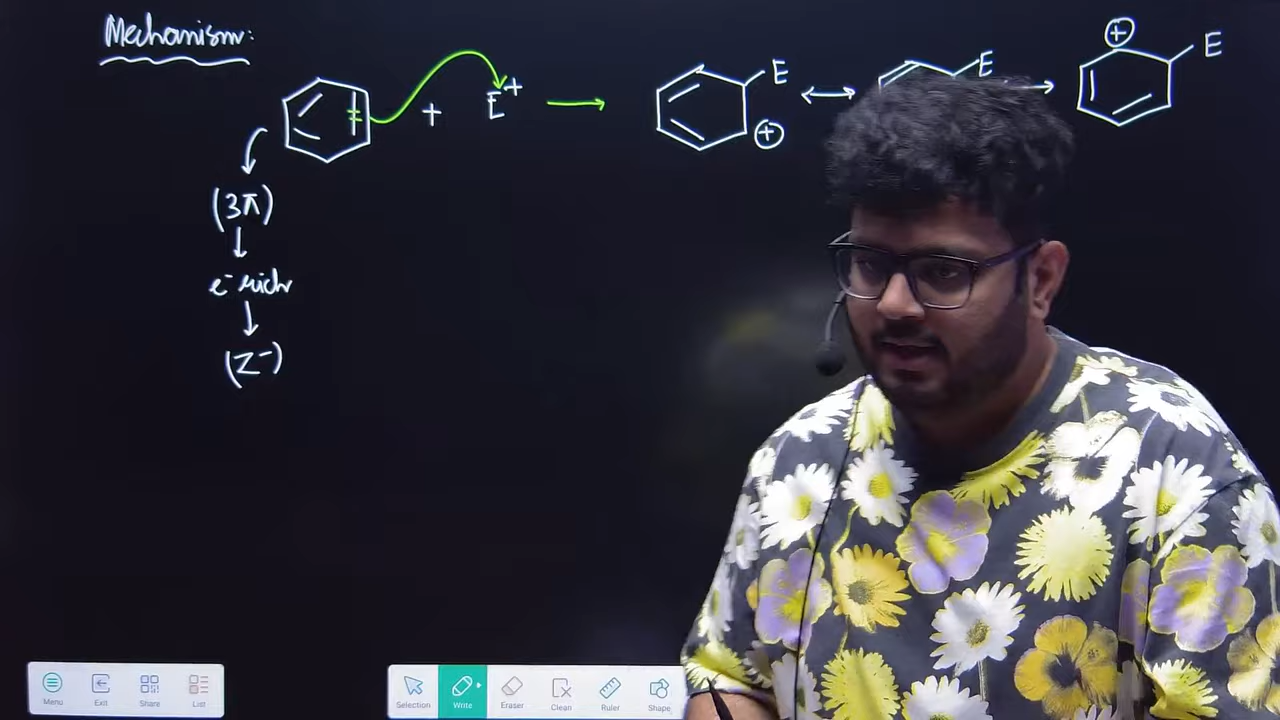 Mechanism:
+ E+ → E ⊕ ↔ E ↔ ⊕ E
(3π)
↓
e- rich
↓
(Z-)
Menu Exit Share List Selection Write Eraser Clean Ruler Shape